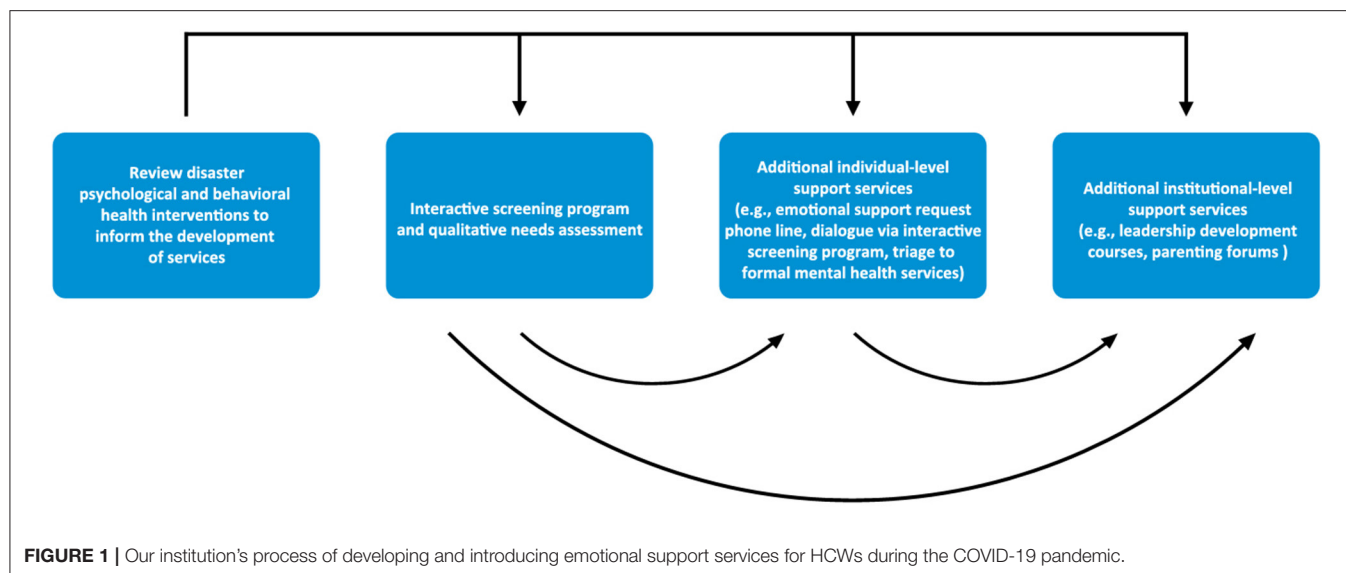 Review disaster
psychological and behavioral
health interventions to
inform the development
of services
Interactive screening program
and qualitative needs assessment
Additional individual-level
support services
(e.g., emotional support request
phone line, dialogue via interactive
screening program, triage to
formal mental health services)
Additional institutional-level
support services
(e.g., leadership development
courses, parenting forums )
FIGURE 1 | Our institution's process of developing and introducing emotional support services for HCWs during the COVID-19 pandemic.